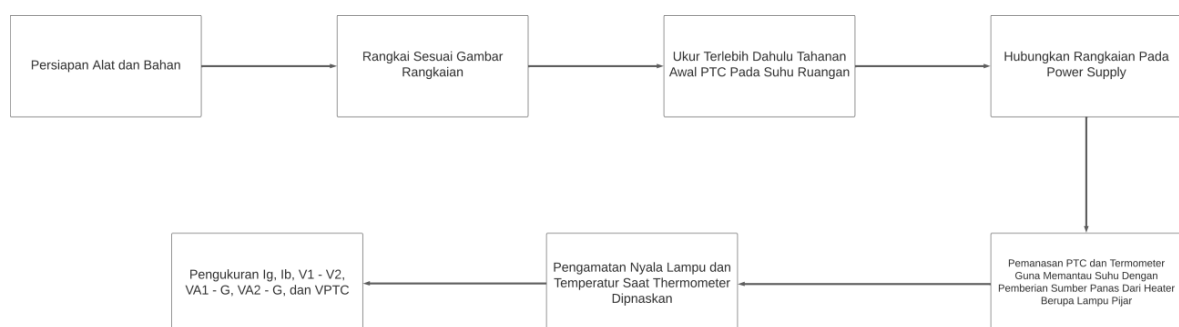 Persiapan Alat dan Bahan
Rangkai Sesuai Gambar
Rangkaian
Ukur Terlebih Dahulu Tahanan
Awal PTC Pada Suhu Ruangan
Hubungkan Rangkaian Pada
Power Supply
Pemanasan PTC dan Termometer
Guna Memantau Suhu Dengan
Pemberian Sumber Panas Dari Heater
Berupa Lampu Pijar
Pengamatan Nyala Lampu dan
Temperatur Saat Thermometer
Dipnaskan
Pengukuran Ig, Ib, V1 - V2,
VA1 - G, VA2 - G, dan VPTC